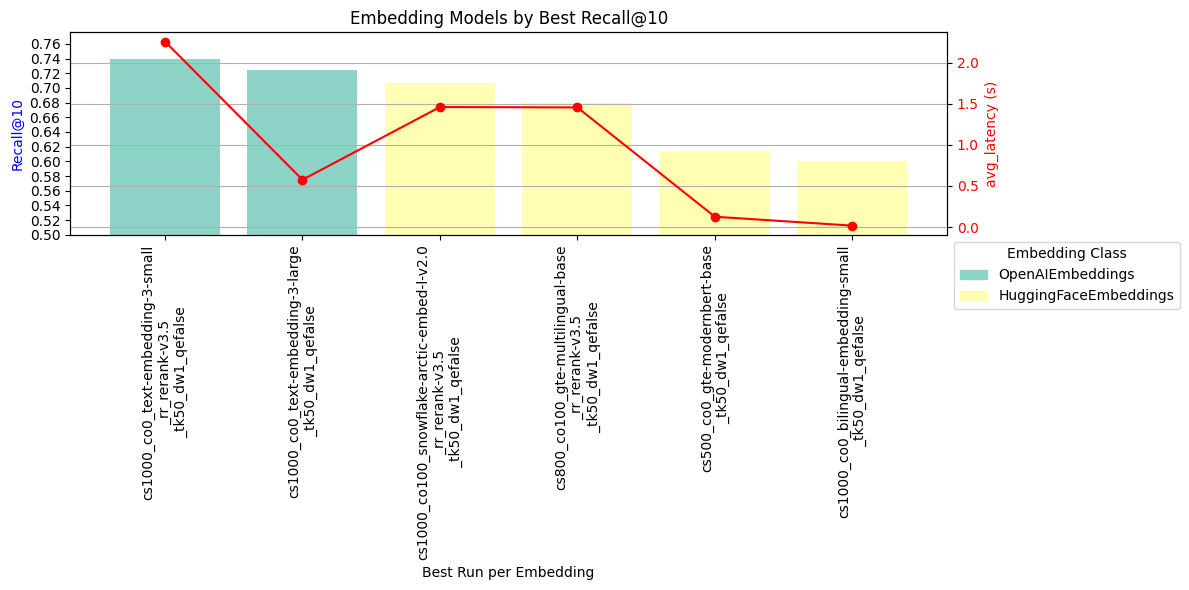 Embedding Models by Best Recall@10
Recall@10
0.76
0.74
0.72
0.70
0.68
0.66
0.64
0.62
0.60
0.58
0.56
0.54
0.52
0.50
2.0
1.5
1.0
0.5
0.0
avg_latency (s)
cs1000_co0_text-embedding-3-small
_rr_rerank-v3.5
_tk50_dw1_qefalse
cs1000_co0_text-embedding-3-large
_tk50_dw1_qefalse
cs1000_co100_snowflake-arctic-embed-l-v2.0
_rr_rerank-v3.5
_tk50_dw1_qefalse
cs800_co100_gte-multilingual-base
_rr_rerank-v3.5
_tk50_dw1_qefalse
cs500_co0_gte-modernbert-base
_tk50_dw1_qefalse
cs1000_co0_bilingual-embedding-small
_tk50_dw1_qefalse
Best Run per Embedding
Embedding Class
OpenAIEmbeddings
HuggingFaceEmbeddings